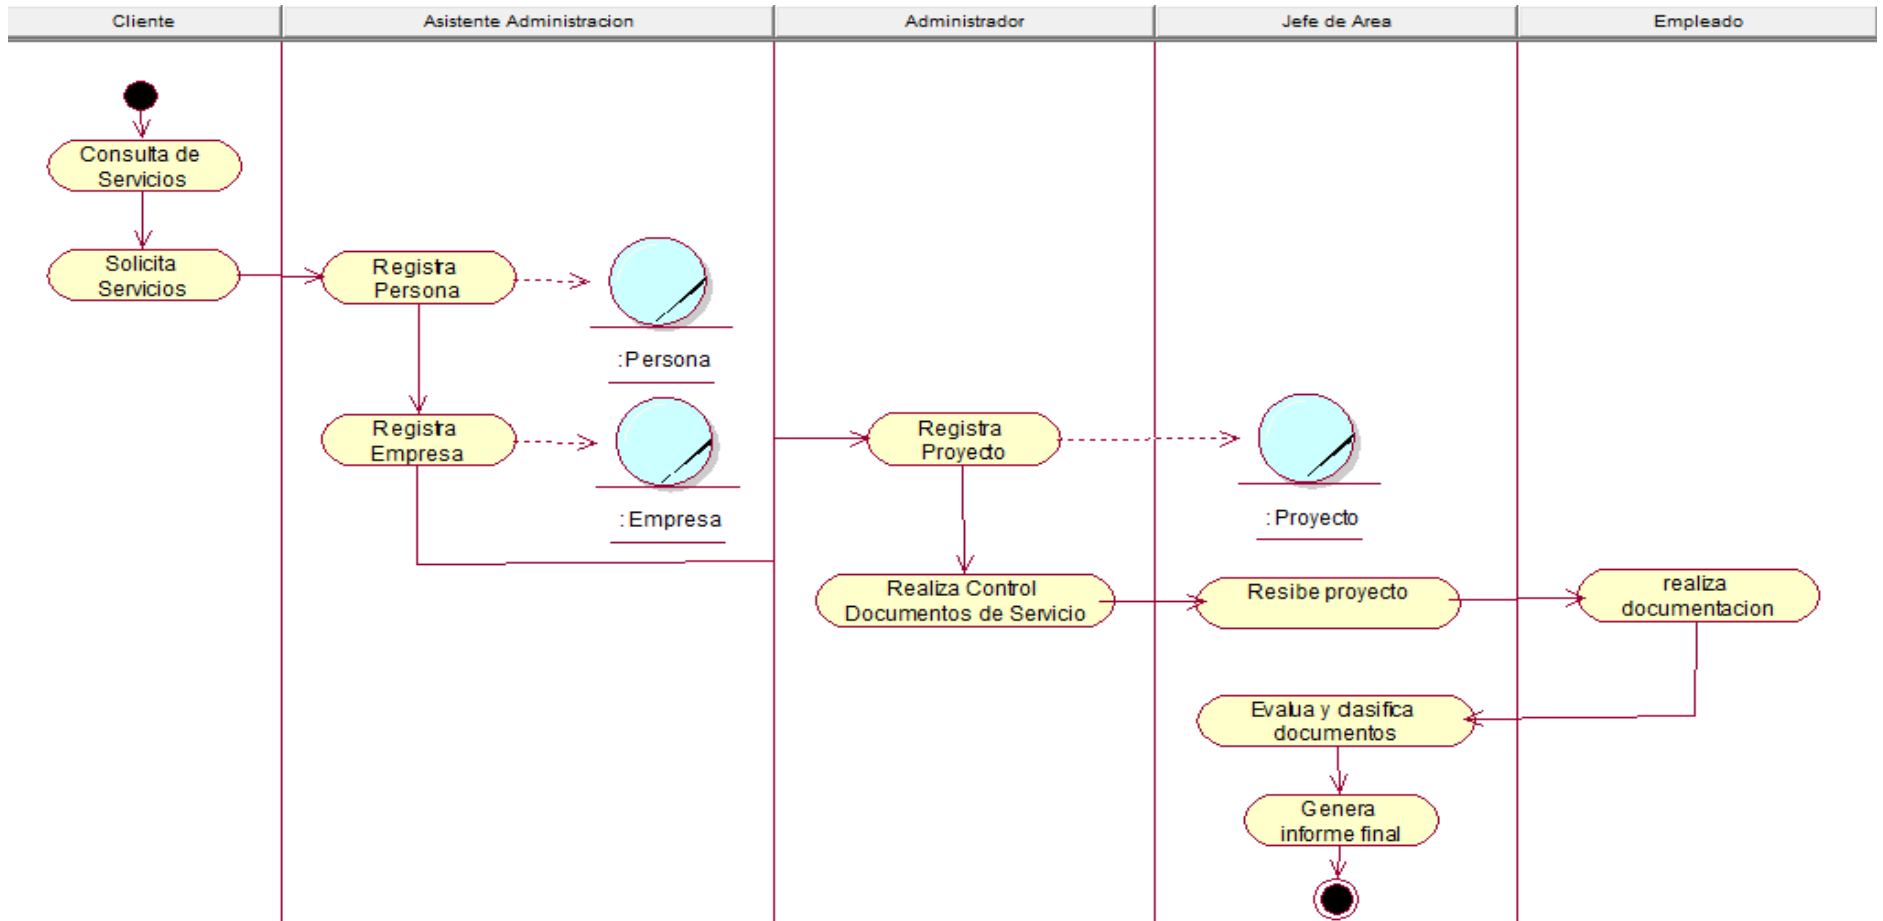 Cliente
Asistente Administracion
Administrador
Jefe de Area
Empleado
Consulta de
Servicios
Solicita
Servicios
Registra
Persona
:Persona
Registra
Empresa
:Empresa
Registra
Proyecto
:Proyecto
Realiza Control
Documentos de Servicio
Resibe proyecto
realiza
documentacion
Evalua y clasifica
documentos
Genera
informe final